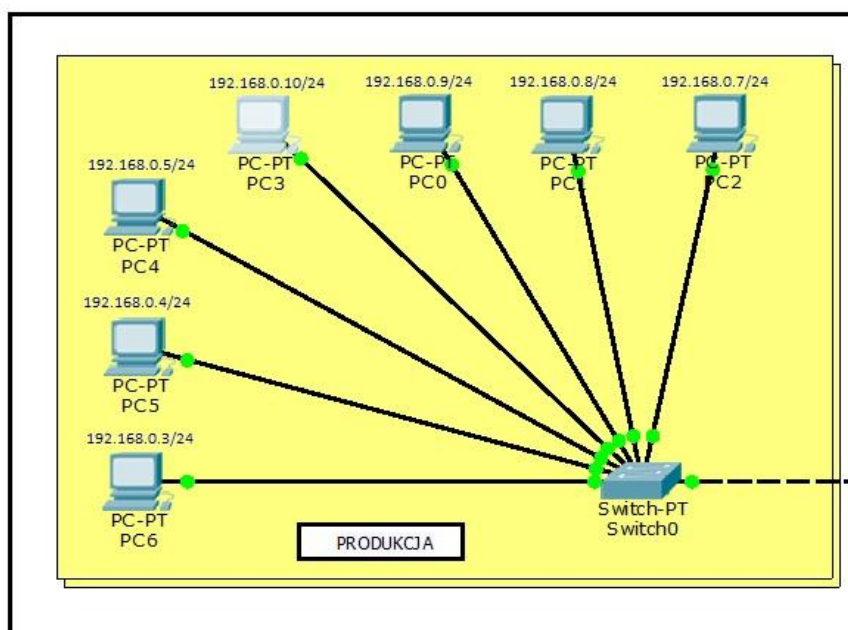 192.168.0.10/24
PC-PT
PC3
192.168.0.9/24
PC-PT
PC0
192.168.0.8/24
PC-PT
192.168.0.7/24
PC-PT
PC2
192.168.0.5/24
PC-PT
PC4
192.168.0.4/24
PC-PT
PC5
192.168.0.3/24
PC-PT
PC6
Switch-PT
Switch0
PRODUKCJA